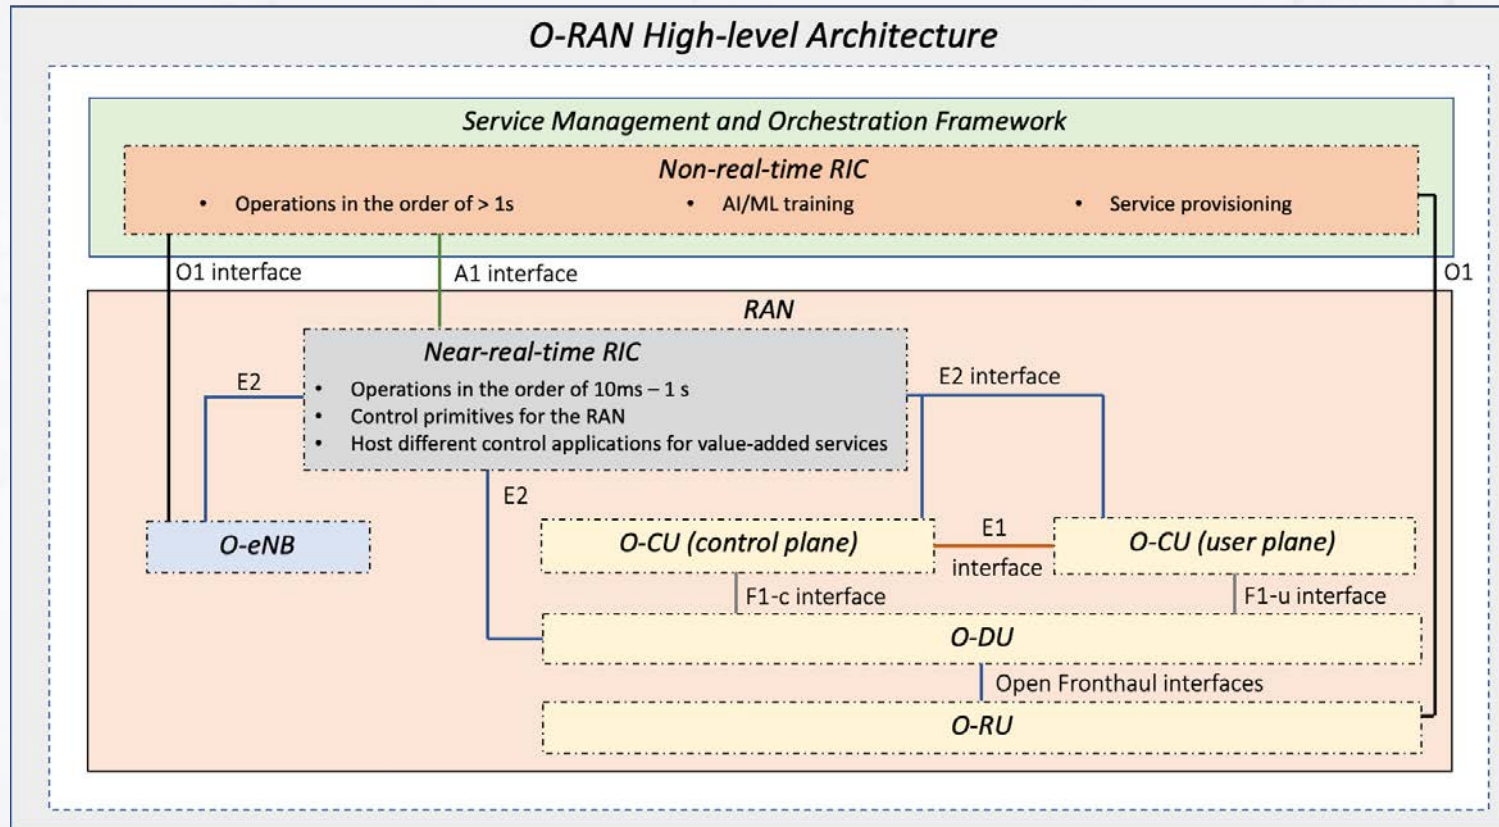 O-RAN High-level Architecture
Service Management and Orchestration Framework
Non-real-time RIC
• Operations in the order of > 1s
• AI/ML training
• Service provisioning
O1 interface
A1 interface
O1
RAN
Near-real-time RIC
• Operations in the order of 10ms – 1 s
• Control primitives for the RAN
• Host different control applications for value-added services
E2
E2 interface
E2
O-eNB
O-CU (control plane)
E1
interface
O-CU (user plane)
F1-c interface
F1-u interface
O-DU
Open Fronthaul interfaces
O-RU